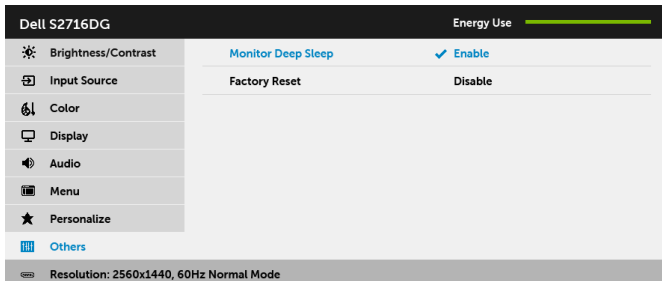 Dell S2716DG Energy Use
Brightness/Contrast Monitor Deep Sleep Enable
Input Source Factory Reset Disable
Color
Display
Audio
Menu
Personalize
Others
Resolution: 2560x1440, 60Hz Normal Mode